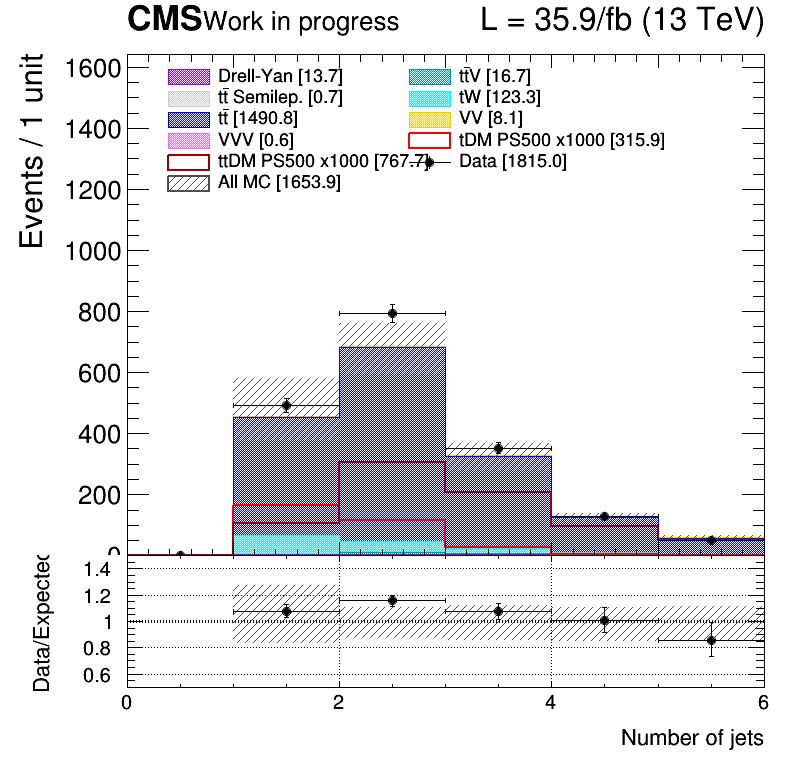 CMS Work in progress L = 35.9/fb (13 TeV)
Events / 1 unit
1600
1400
1200
1000
800
600
400
200
0
Drell-Yan [13.7]
tt̄V [16.7]
tt̄ Semilep. [0.7]
tW [123.3]
tt̄ [1490.8]
VV [8.1]
VVV [0.6]
tDM PS500 x1000 [315.9]
ttDM PS500 x1000 [767.7]
Data [1815.0]
All MC [1653.9]
Data/Expected
1.4
1.2
1
0.8
0.6
0 2 4 6
Number of jets